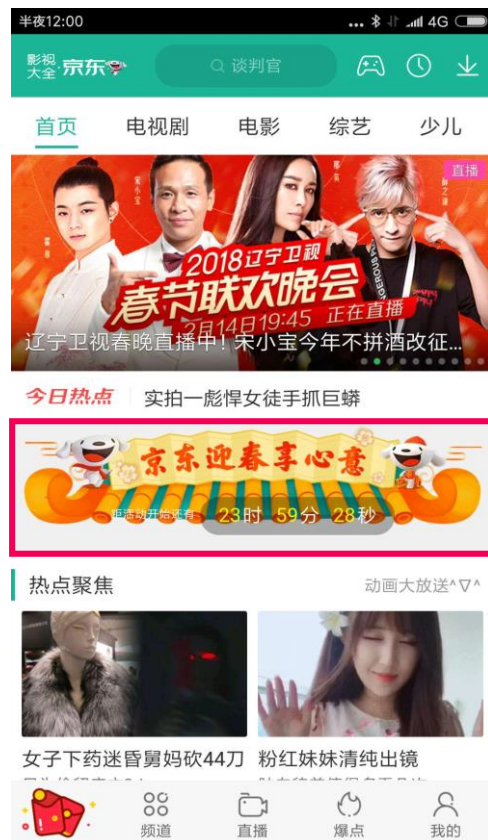 半夜12:00
... 4G
影视大全·京东
谈判官
首页 电视剧 电影 综艺 少儿
直播
宋小宝
2018辽宁卫视
春节联欢晚会
2月14日19:45 正在直播
辽宁卫视春晚直播中!宋小宝今年不拼酒改征...
今日热点 实拍一彪悍女徒手抓巨蟒
京东迎春享心意
距活动开始还有 23时 59分 28秒
热点聚焦 动画大放送^∇^
女子下药迷昏舅妈砍44刀 粉红妹妹清纯出镜
频道 直播 爆点 我的